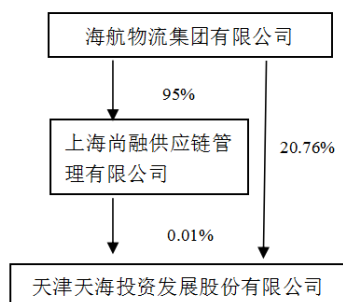 海航物流集团有限公司
95%
上海尚融供应链管
理有限公司
20.76%
0.01%
天津天海投资发展股份有限公司